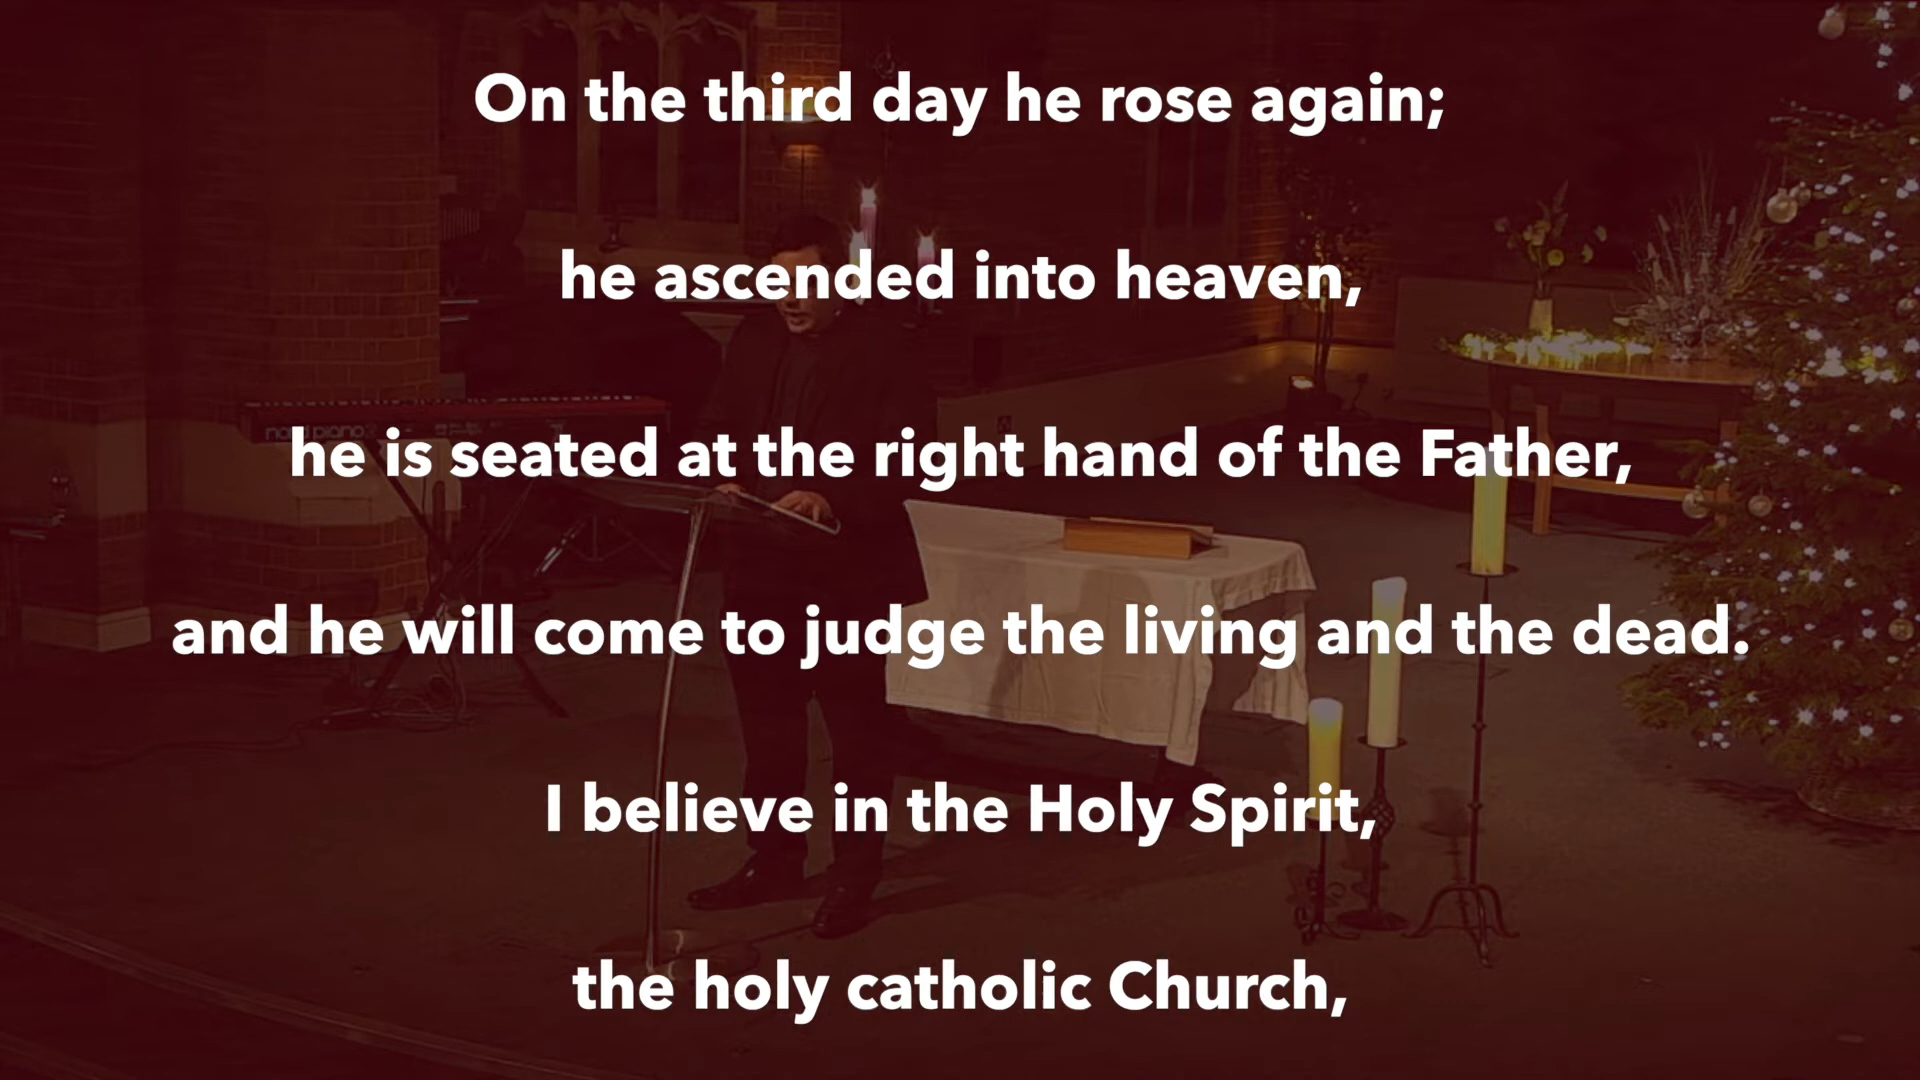 On the third day he rose again;
he ascended into heaven,
nord piano
he is seated at the right hand of the Father,
and he will come to judge the living and the dead.
I believe in the Holy Spirit,
the holy catholic Church,